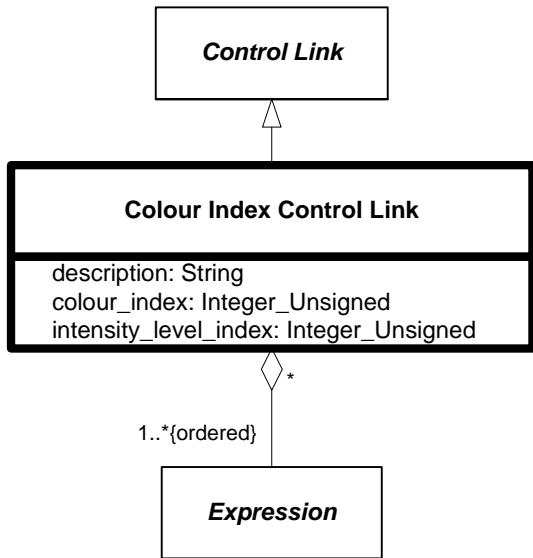 Control Link
Colour Index Control Link
description: String
colour_index: Integer_Unsigned
intensity_level_index: Integer_Unsigned
*
1..*{ordered}
Expression